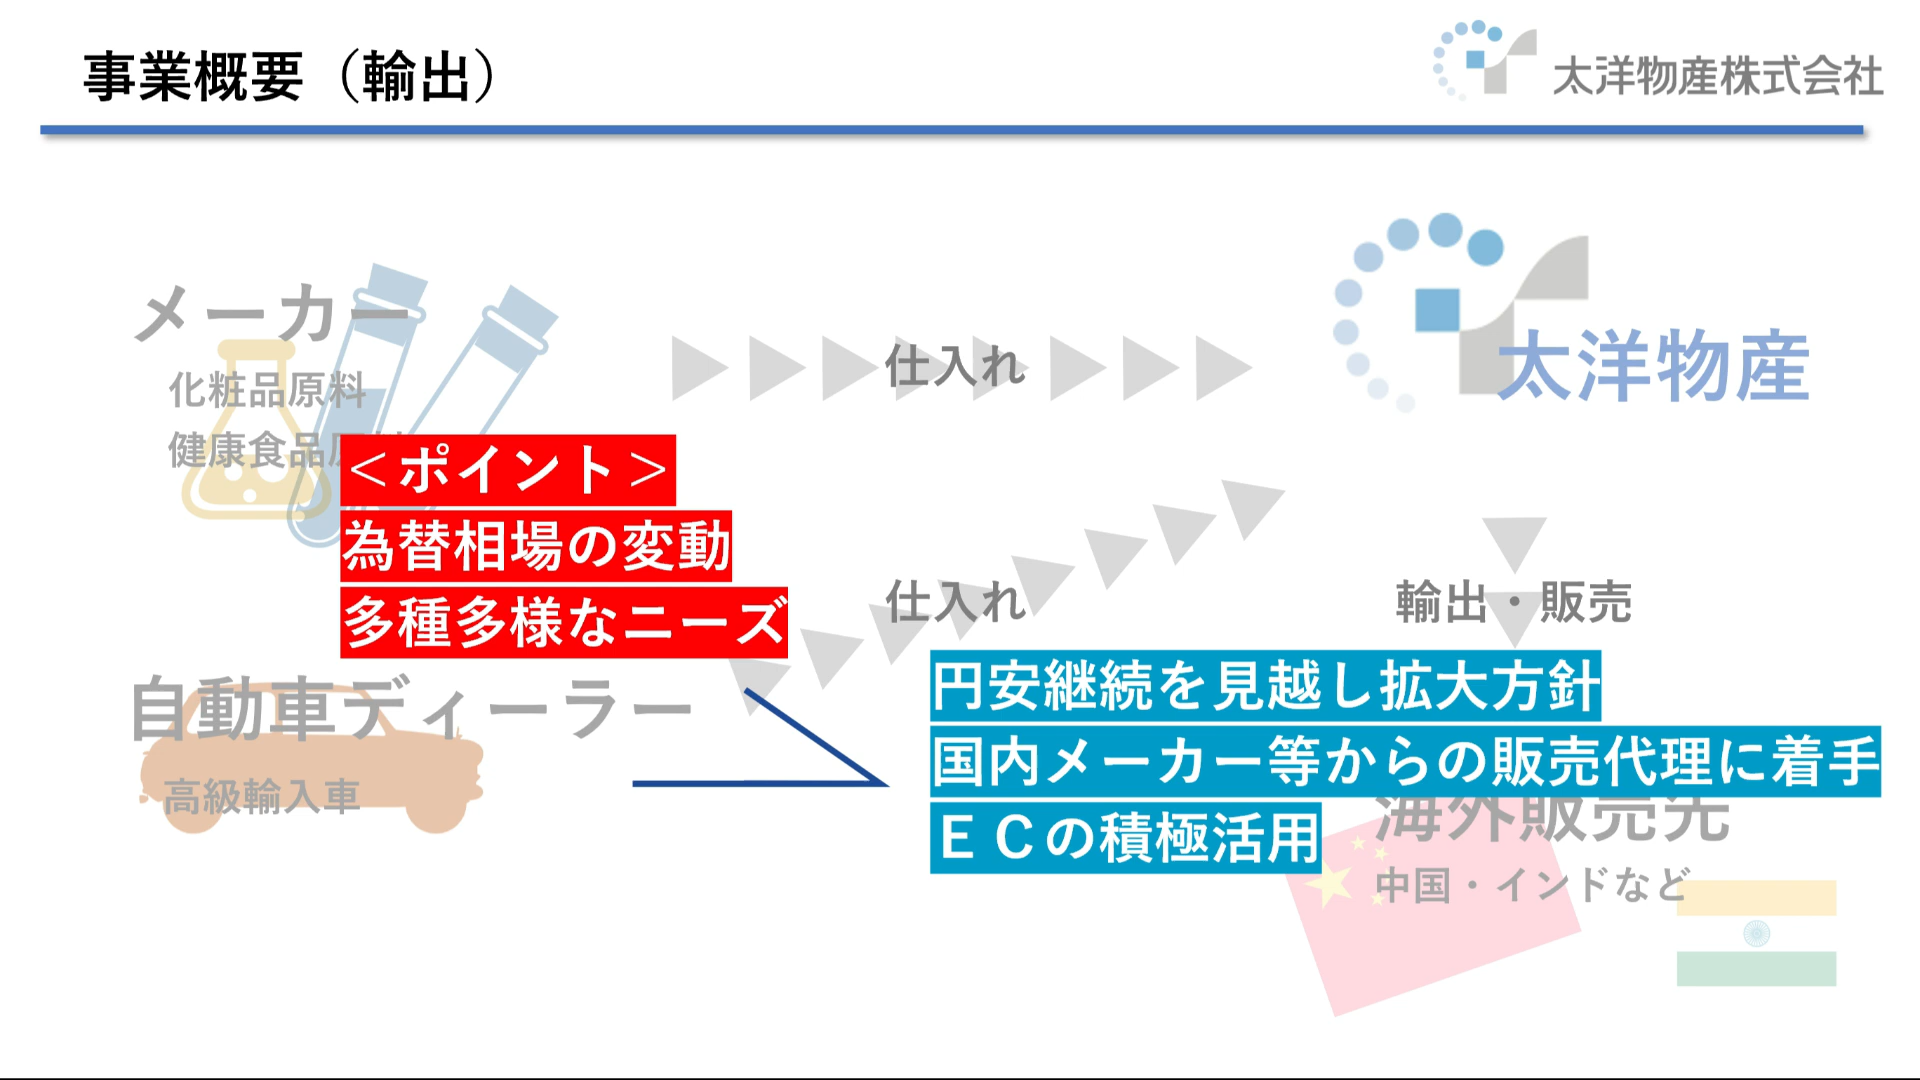 事業概要（輸出）
太洋物産株式会社
メーカー
化粧品原料
健康食品原
仕入れ
太洋物産
＜ポイント＞
為替相場の変動
多種多様なニーズ
仕入れ
輸出・販売
自動車ディーラー
高級輸入車
円安継続を見越し拡大方針
国内メーカー等からの販売代理に着手
ＥＣの積極活用
海外販売先
中国・インドなど